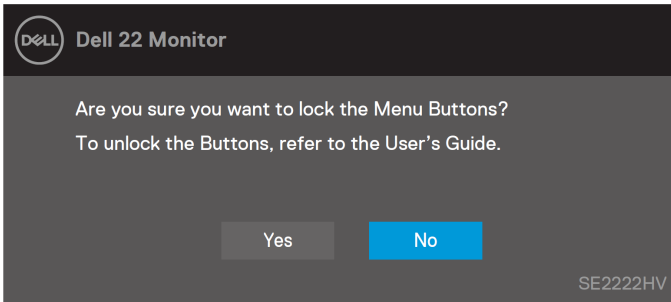 DELL
Dell 22 Monitor
Are you sure you want to lock the Menu Buttons?
To unlock the Buttons, refer to the User's Guide.
Yes
No
SE2222HV